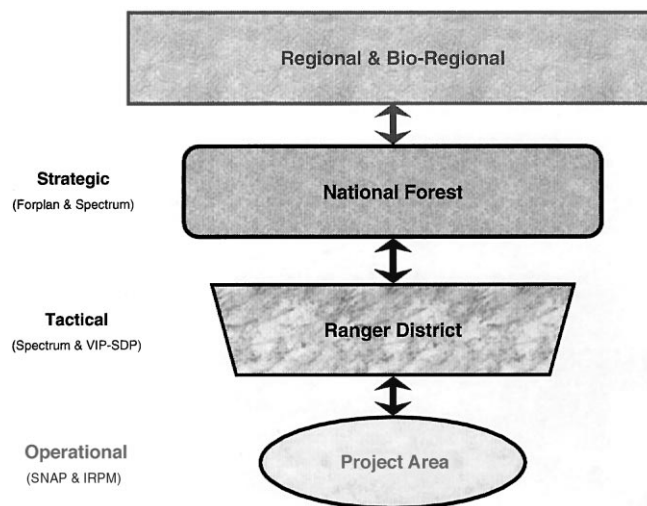 Regional & Bio-Regional
Strategic
(Forplan & Spectrum)
National Forest
Tactical
(Spectrum & VIP-SDP)
Ranger District
Operational
(SNAP & IRPM)
Project Area